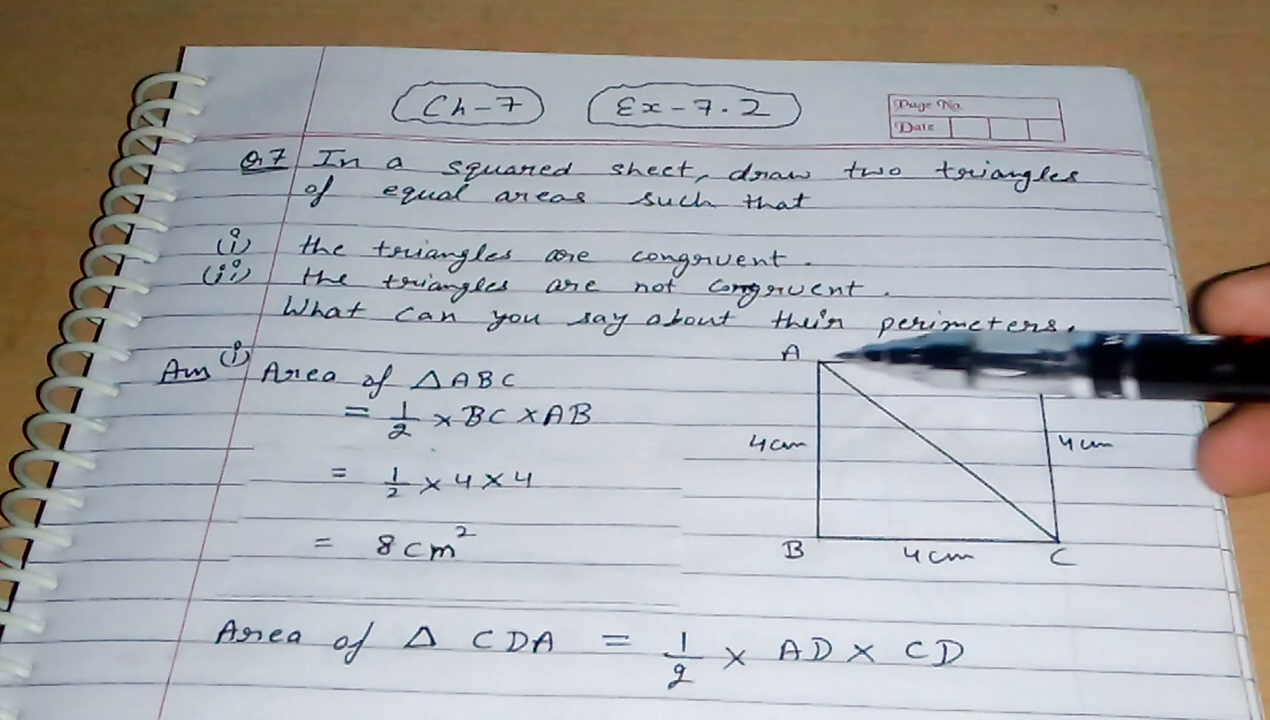 Ch-7 Ex-7.2
Page No.
Date
Q7 In a squared sheet, draw two triangles
of equal areas such that
(i) the triangles are congruent.
(ii) the triangles are not congruent.
What can you say about their perimeters.
Ans (i) Area of △ABC
= 1/2 × BC × AB
= 1/2 × 4 × 4
= 8cm²
A
4cm 4cm
B 4cm C
Area of △ CDA = 1/2 × AD × CD